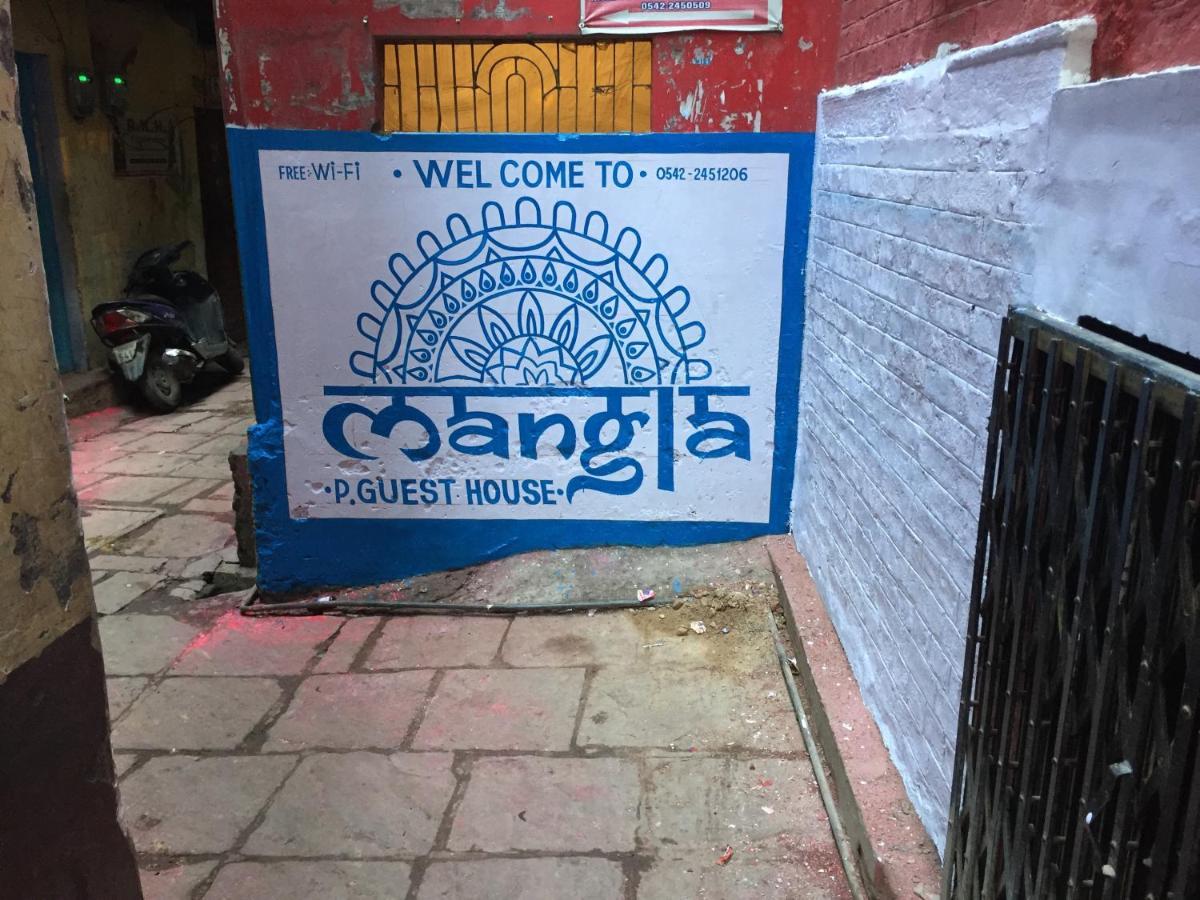 0542 2450509
FREE:-Wi-Fi • WEL COME TO • 0542-2451206
mangla
•P.GUEST HOUSE•